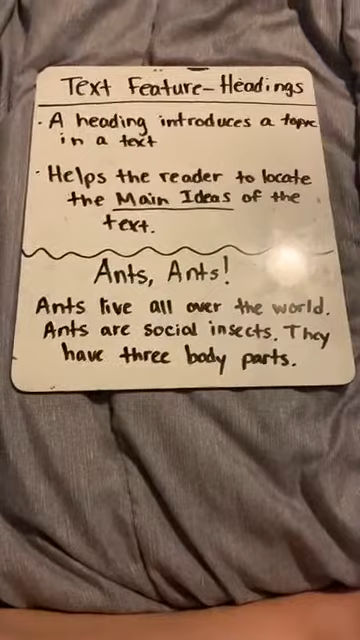 Text Feature-Headings
· A heading introduces a topic
in a text
· Helps the reader to locate
the Main Ideas of the
text.
Ants, Ants!
Ants live all over the world.
Ants are social insects. They
have three body parts.